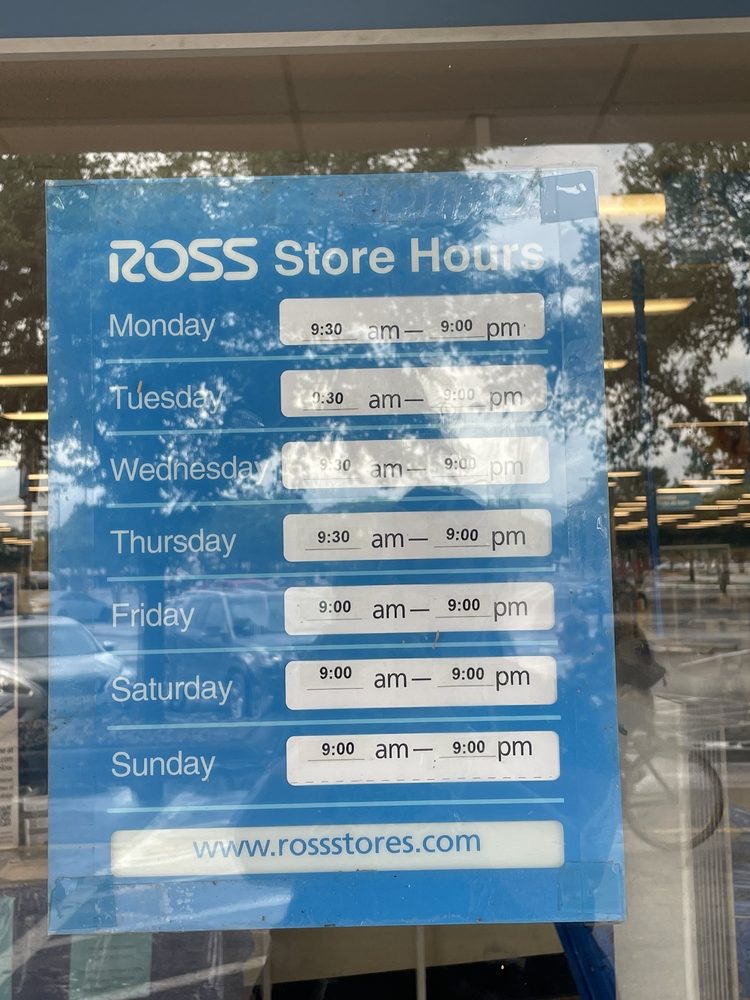 ROSS Store Hours
Monday 9:30 am — 9:00 pm
Tuesday 9:30 am — 9:00 pm
Wednesday 9:30 am — 9:00 pm
Thursday 9:30 am — 9:00 pm
Friday 9:00 am — 9:00 pm
Saturday 9:00 am — 9:00 pm
Sunday 9:00 am — 9:00 pm
www.rossstores.com